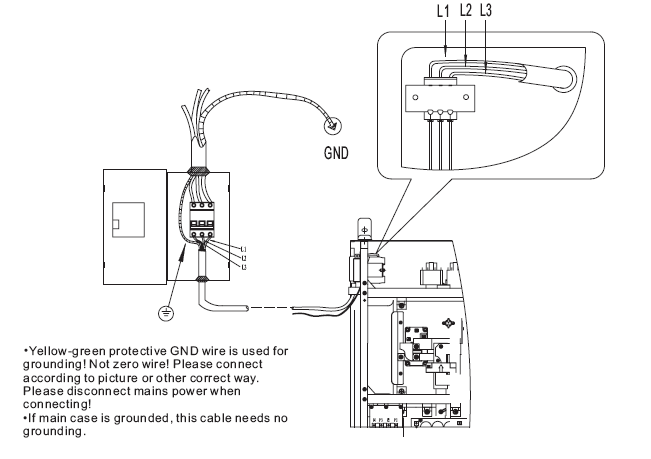 L1 L2 L3
GND
L1
L2
L3
•Yellow-green protective GND wire is used for
grounding! Not zero wire! Please connect
according to picture or other correct way.
Please disconnect mains power when
connecting!
•If main case is grounded, this cable needs no
grounding.